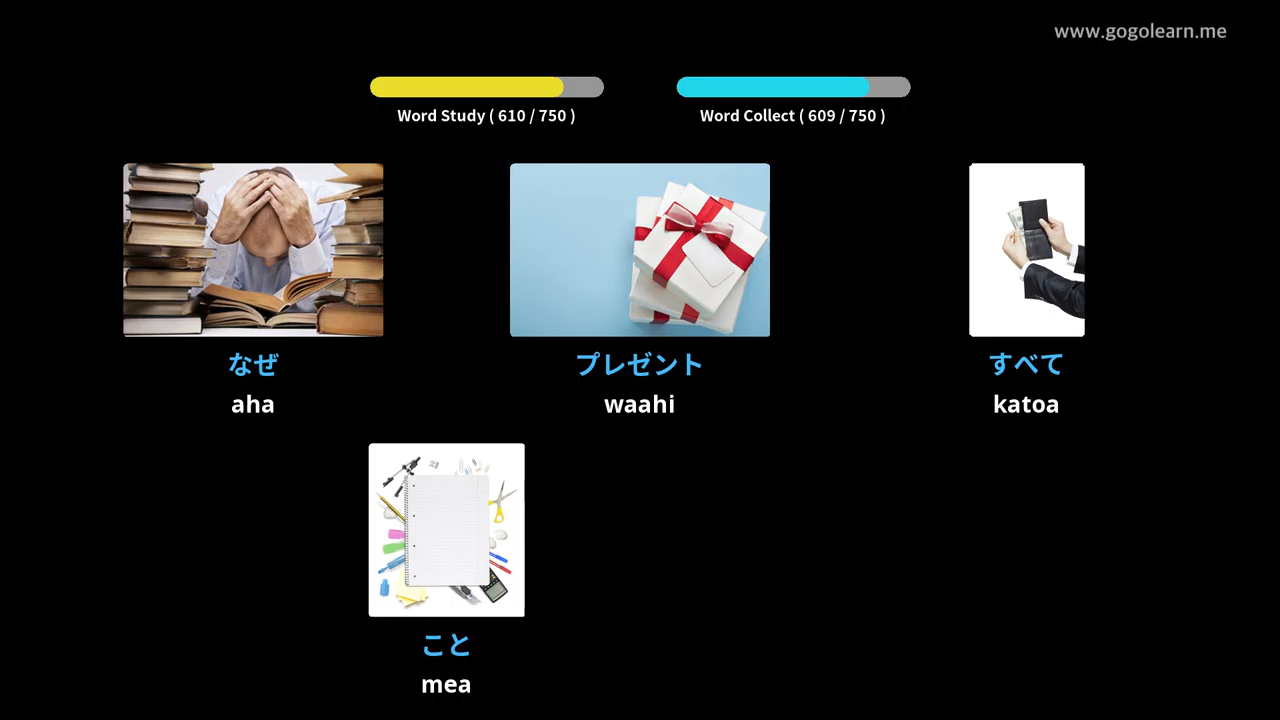 www.gogolearn.me
Word Study ( 610 / 750 )
Word Collect ( 609 / 750 )
なぜ
プレゼント
すべて
aha
waahi
katoa
こと
mea